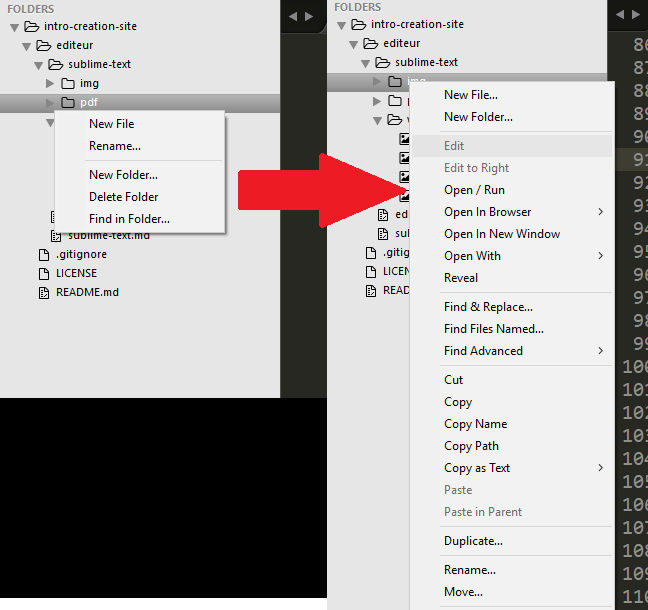 FOLDERS
intro-creation-site
editeur
sublime-text
img
pdf
New File
Rename...
New Folder...
Delete Folder
Find in Folder...
sublime-text.md
.gitignore
LICENSE
README.md
FOLDERS
intro-creation-site
editeur
sublime-text
img
New File...
New Folder...
Edit
Edit to Right
Open / Run
Open In Browser
Open In New Window
Open With
Reveal
Find & Replace...
Find Files Named...
Find Advanced
Cut
Copy
Copy Name
Copy Path
Copy as Text
Paste
Paste in Parent
Duplicate...
Rename...
Move...
ed
sub
.gitign
LICEN
READ
86
87
88
89
90
91
92
93
94
95
96
97
98
99
100
101
102
103
104
105
106
107
108
109
110